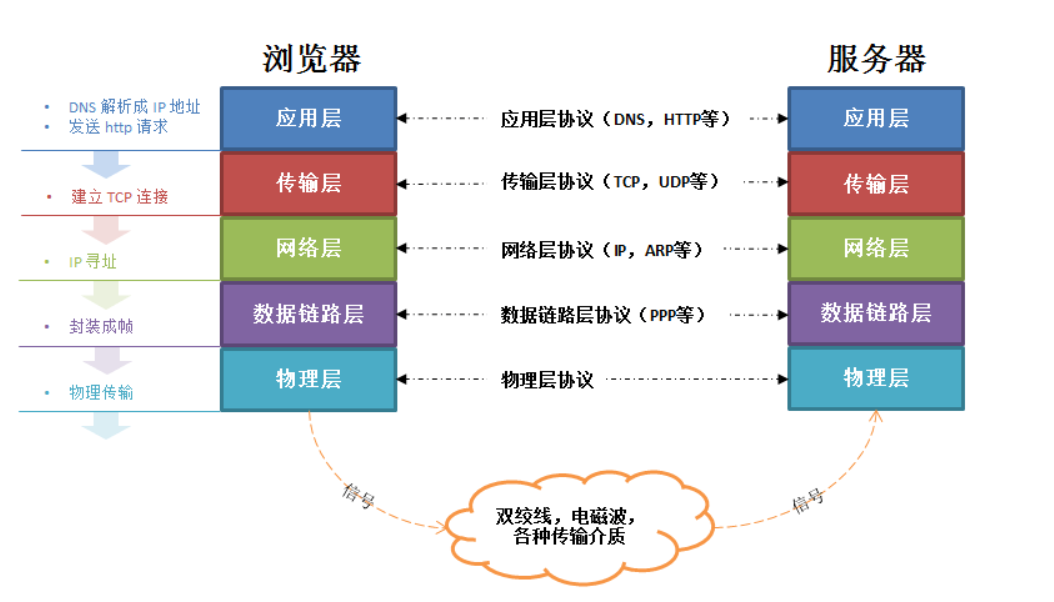 浏览器
服务器
• DNS 解析成 IP 地址
• 发送 http 请求
应用层
应用层协议（DNS，HTTP等）
应用层
• 建立 TCP 连接
传输层
传输层协议（TCP，UDP等）
传输层
• IP 寻址
网络层
网络层协议（IP，ARP等）
网络层
• 封装成帧
数据链路层
数据链路层协议（PPP等）
数据链路层
• 物理传输
物理层
物理层协议
物理层
信号
双绞线，电磁波，
各种传输介质
信号